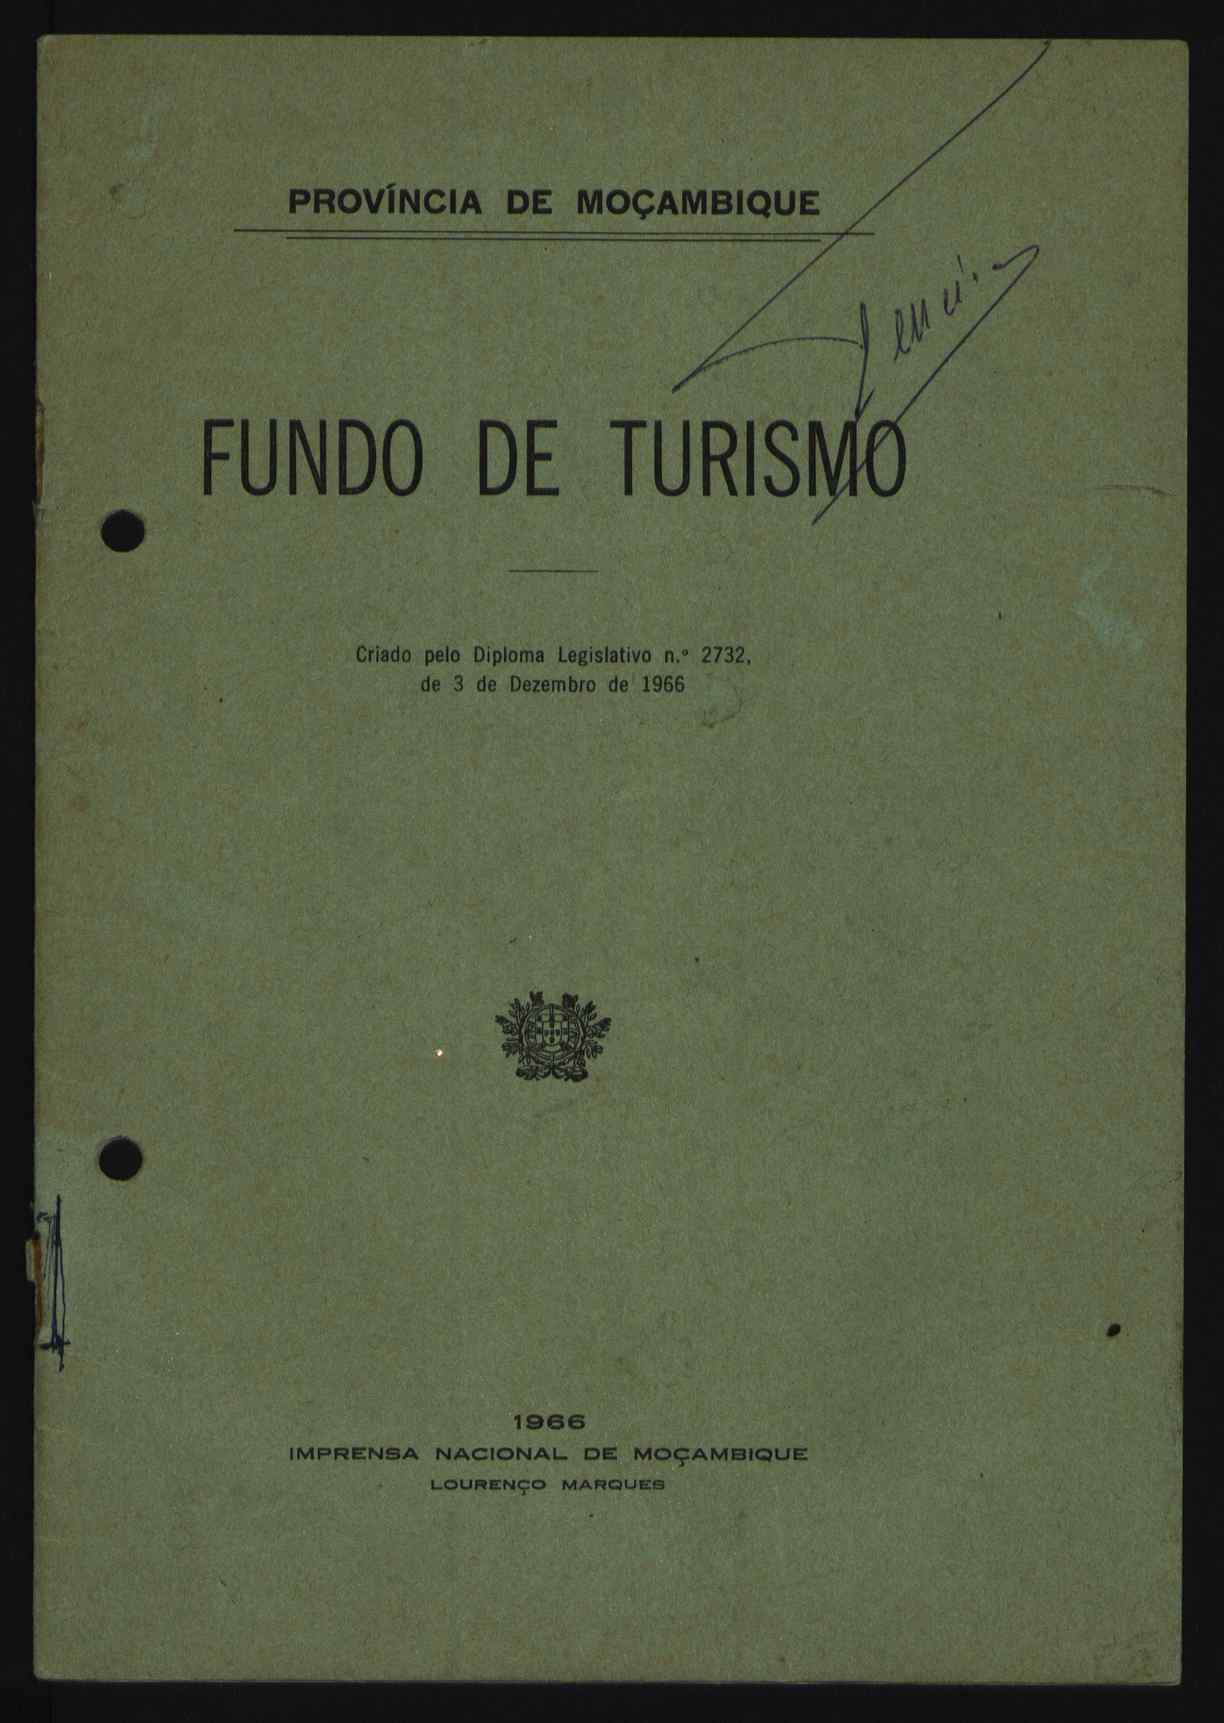 PROVÍNCIA DE MOÇAMBIQUE
FUNDO DE TURISMO
Criado pelo Diploma Legislativo n.º 2732,
de 3 de Dezembro de 1966
1966
IMPRENSA NACIONAL DE MOÇAMBIQUE
LOURENÇO MARQUES